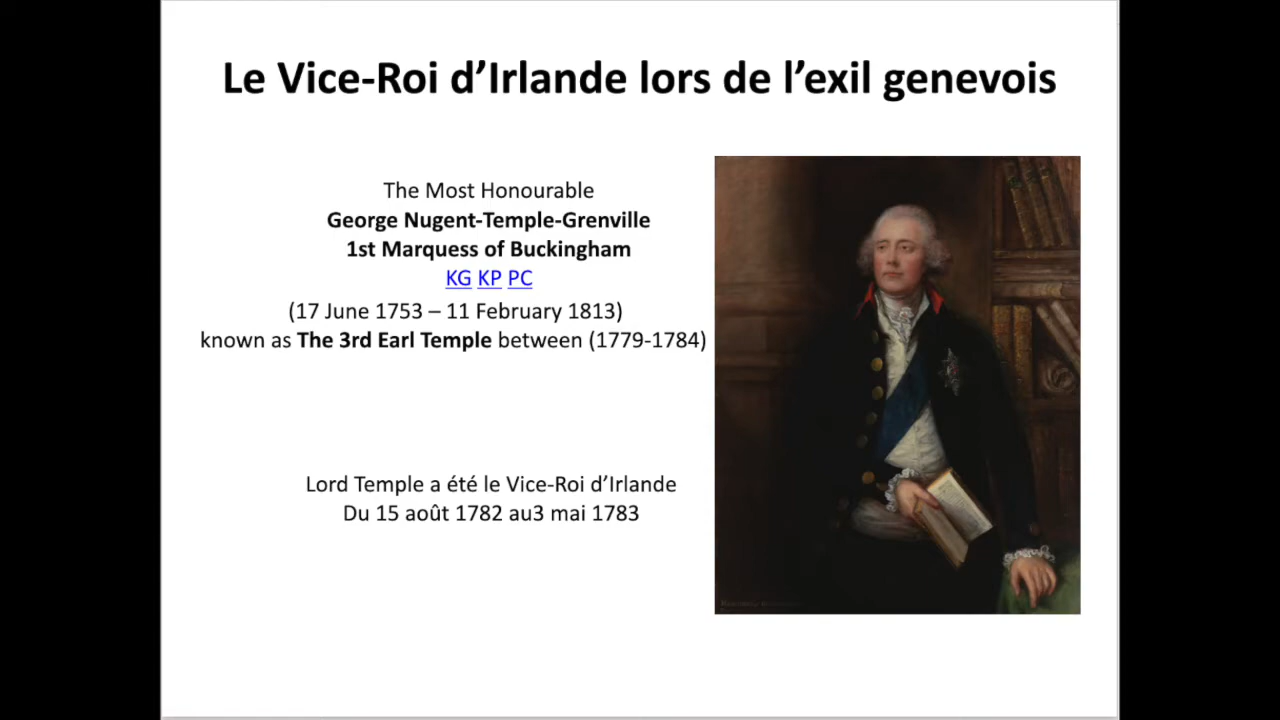 Le Vice-Roi d’Irlande lors de l’exil genevois
The Most Honourable
George Nugent-Temple-Grenville
1st Marquess of Buckingham
KG KP PC
(17 June 1753 – 11 February 1813)
known as The 3rd Earl Temple between (1779-1784)
Lord Temple a été le Vice-Roi d’Irlande
Du 15 août 1782 au3 mai 1783